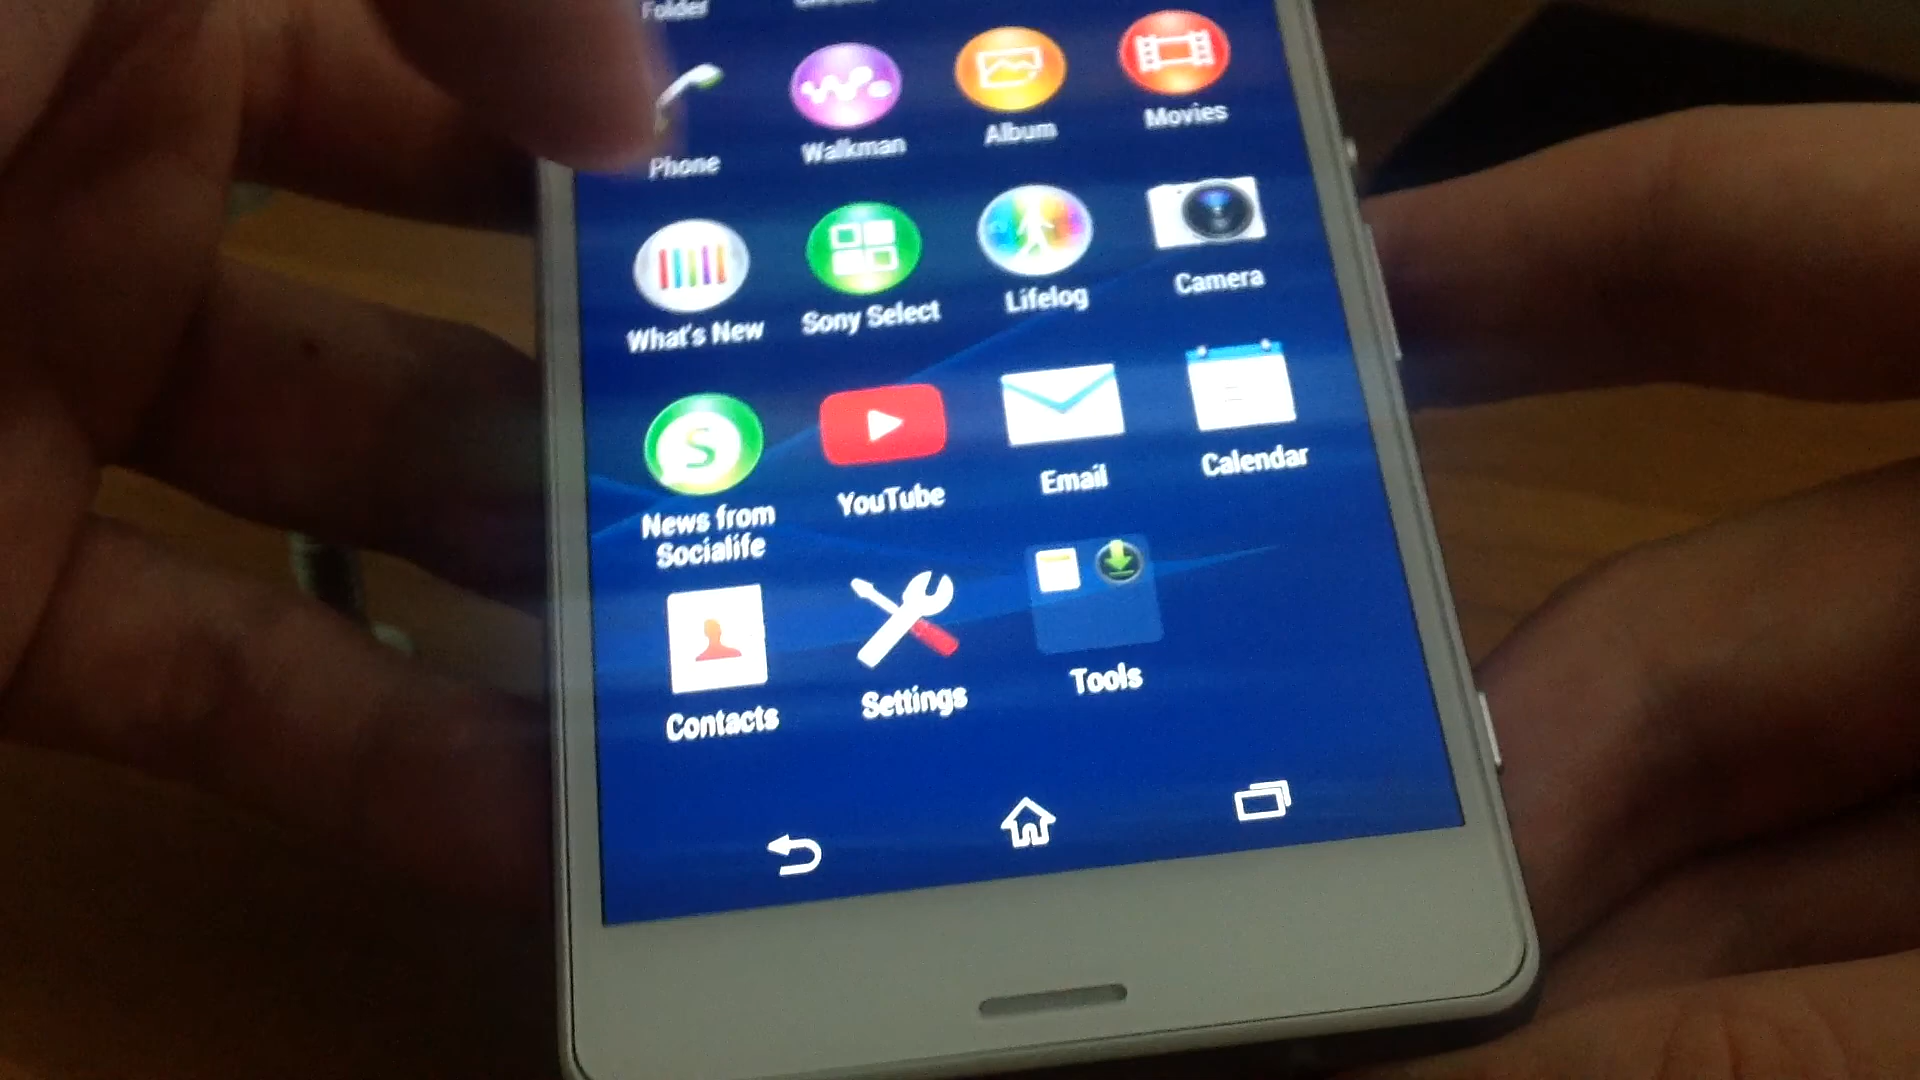 Folder
Phone
Walkman
Album
Movies
What's New
Sony Select
Lifelog
Camera
News from
Socialife
YouTube
Email
Calendar
Contacts
Settings
Tools